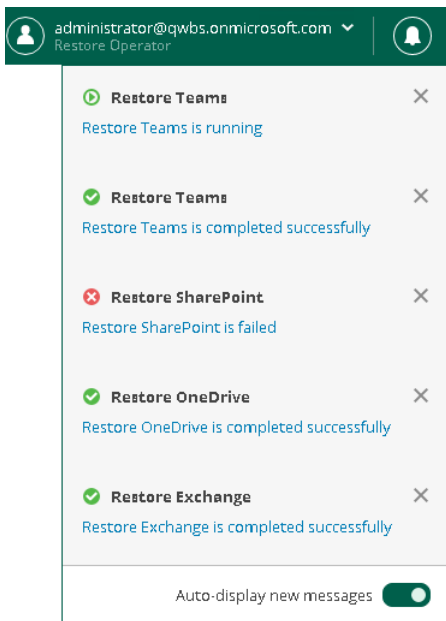 administrator@qwbs.onmicrosoft.com
Restore Operator
Restore Teams
Restore Teams is running
Restore Teams
Restore Teams is completed successfully
Restore SharePoint
Restore SharePoint is failed
Restore OneDrive
Restore OneDrive is completed successfully
Restore Exchange
Restore Exchange is completed successfully
Auto-display new messages